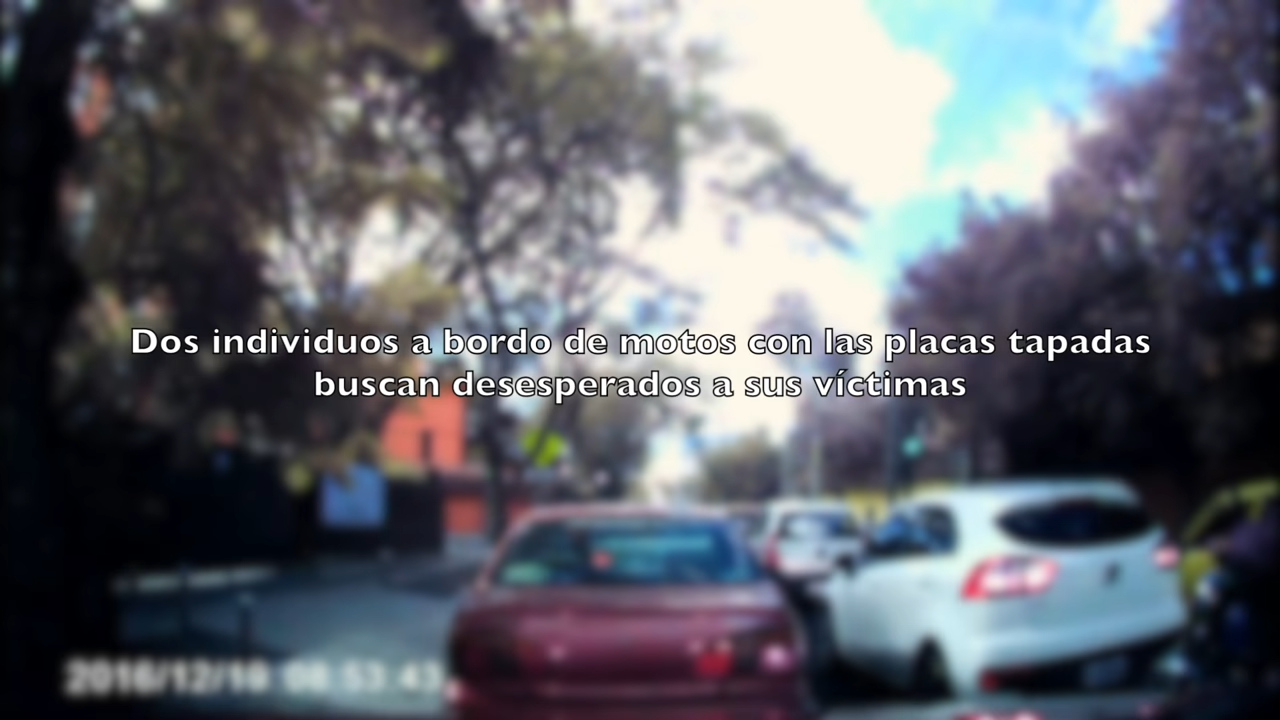 Dos individuos a bordo de motos con las placas tapadas
buscan desesperados a sus víctimas